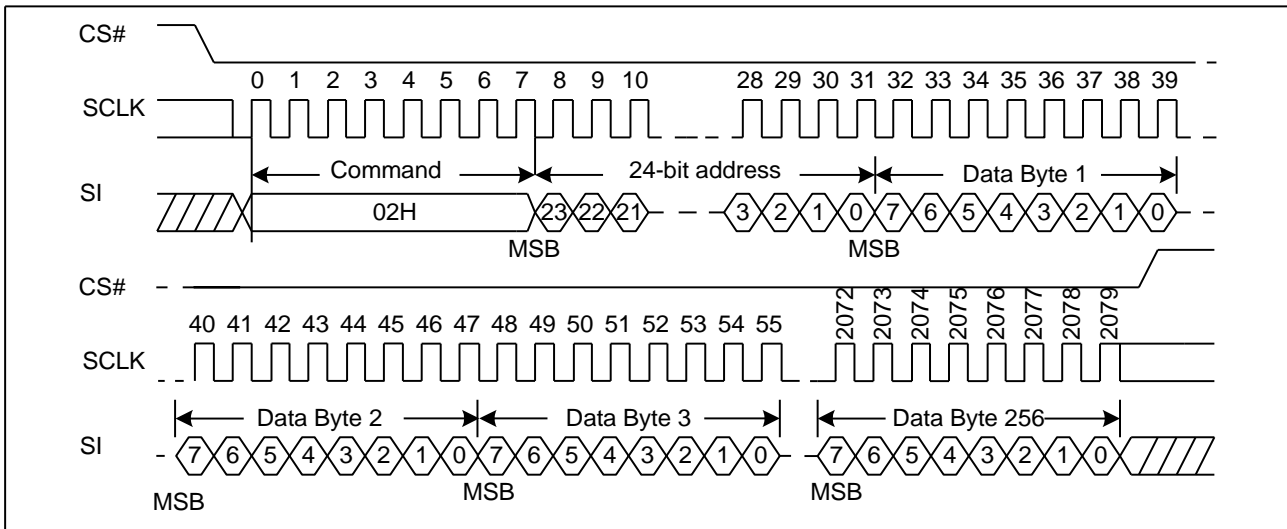 CS#
0 1 2 3 4 5 6 7 8 9 10 28 29 30 31 32 33 34 35 36 37 38 39
SCLK
Command 24-bit address Data Byte 1
SI
02H 23 22 21 3 2 1 0 7 6 5 4 3 2 1 0
MSB MSB
CS#
40 41 42 43 44 45 46 47 48 49 50 51 52 53 54 55 2072 2073 2074 2075 2076 2077 2078 2079
SCLK
Data Byte 2 Data Byte 3 Data Byte 256
SI
7 6 5 4 3 2 1 0 7 6 5 4 3 2 1 0 7 6 5 4 3 2 1 0
MSB MSB MSB